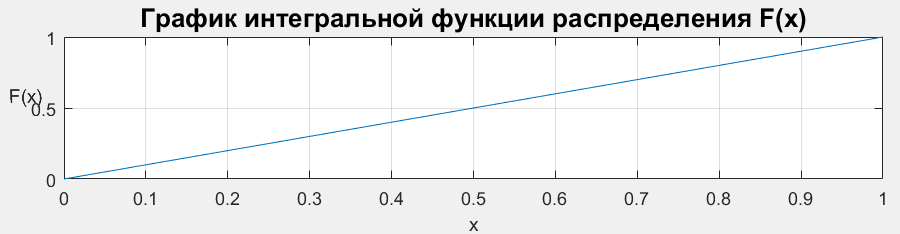 График интегральной функции распределения F(x)
1
F(x)
0.5
0
0 0.1 0.2 0.3 0.4 0.5 0.6 0.7 0.8 0.9 1
x